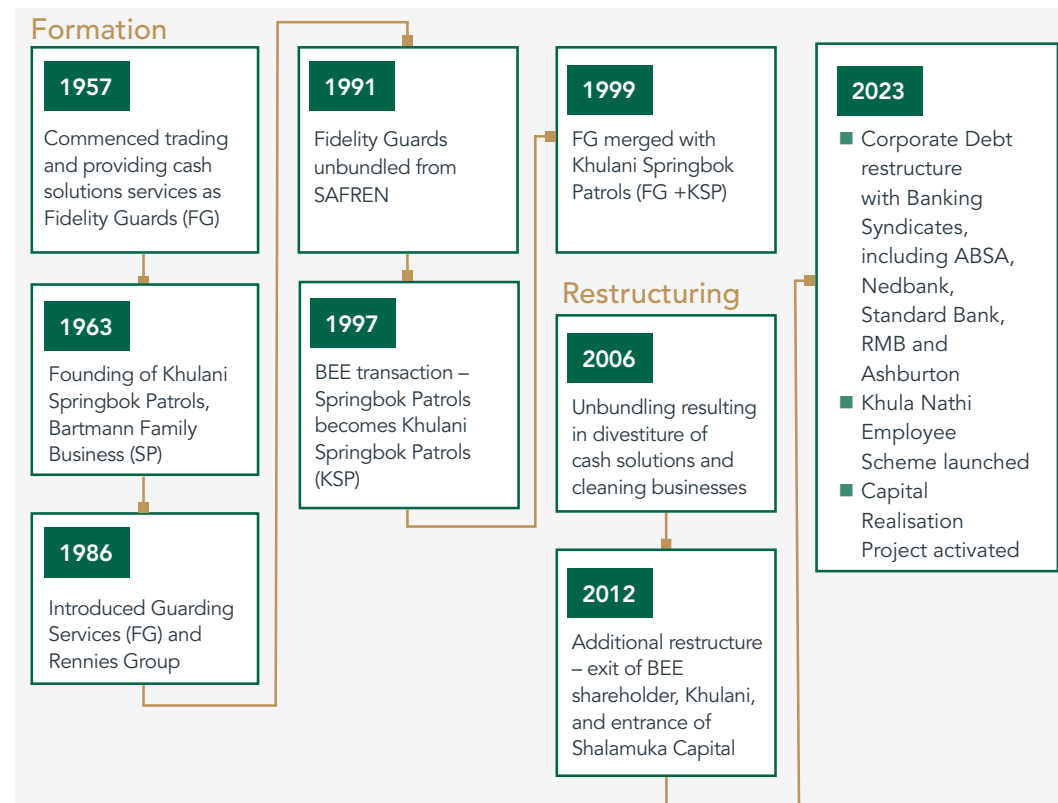 Formation
1957
Commenced trading
and providing cash
solutions services as
Fidelity Guards (FG)
1963
Founding of Khulani
Springbok Patrols,
Bartmann Family
Business (SP)
1986
Introduced Guarding
Services (FG) and
Rennies Group
1991
Fidelity Guards
unbundled from
SAFREN
1997
BEE transaction –
Springbok Patrols
becomes Khulani
Springbok Patrols
(KSP)
1999
FG merged with
Khulani Springbok
Patrols (FG +KSP)
Restructuring
2006
Unbundling resulting
in divestiture of
cash solutions and
cleaning businesses
2012
Additional restructure
– exit of BEE
shareholder, Khulani,
and entrance of
Shalamuka Capital
2023
Corporate Debt
restructure
with Banking
Syndicates,
including ABSA,
Nedbank,
Standard Bank,
RMB and
Ashburton
Khula Nathi
Employee
Scheme launched
Capital
Realisation
Project activated